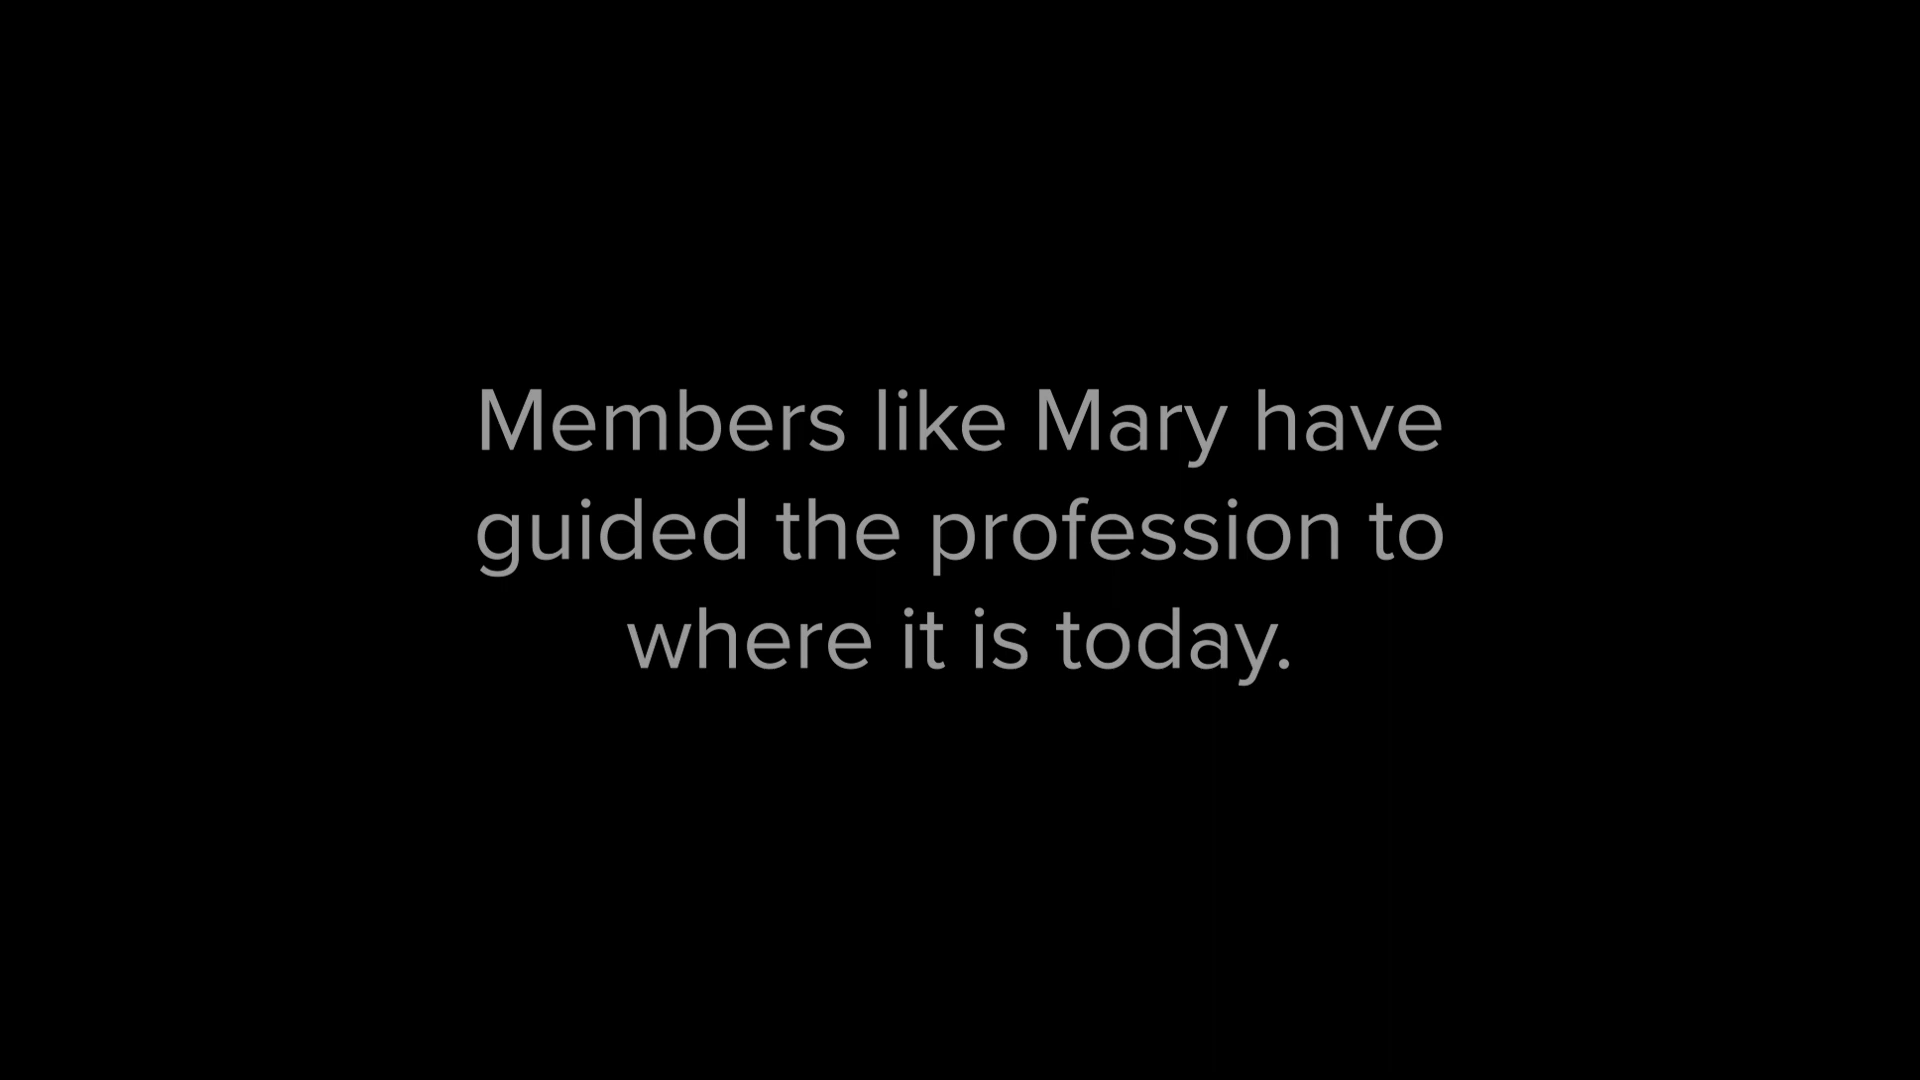 Members like Mary have
guided the profession to
where it is today.